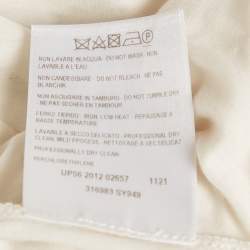 NON LAVARE IN ACQUA - DO NOT WASH - NON
LAVABLE A L'EAU
NON CANDEGGIARE - DO NOT BLEACH - NE PAS
BLANCHIR
NON ASCIUGARE IN TAMBURO - DO NOT TUMBLE DRY
- NE PAS SECHER EN TAMBOUR
FERRO TIEPIDO - IRON LOW HEAT - REPASSAGE A
BASSE TEMPERATURE
LAVABILE A SECCO DELICATO - PROFESSIONAL DRY
CLEAN, MILD PROCESS, NETTOYAGE A SEC
PROFESSIONALLY DRY CLEAN
PERCHLORETHYLENE
IJPS6 2012 02657 1121
316983 SY949